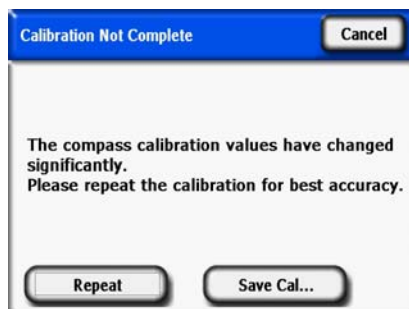 Calibration Not Complete
Cancel
The compass calibration values have changed
significantly.
Please repeat the calibration for best accuracy.
Repeat
Save Cal...